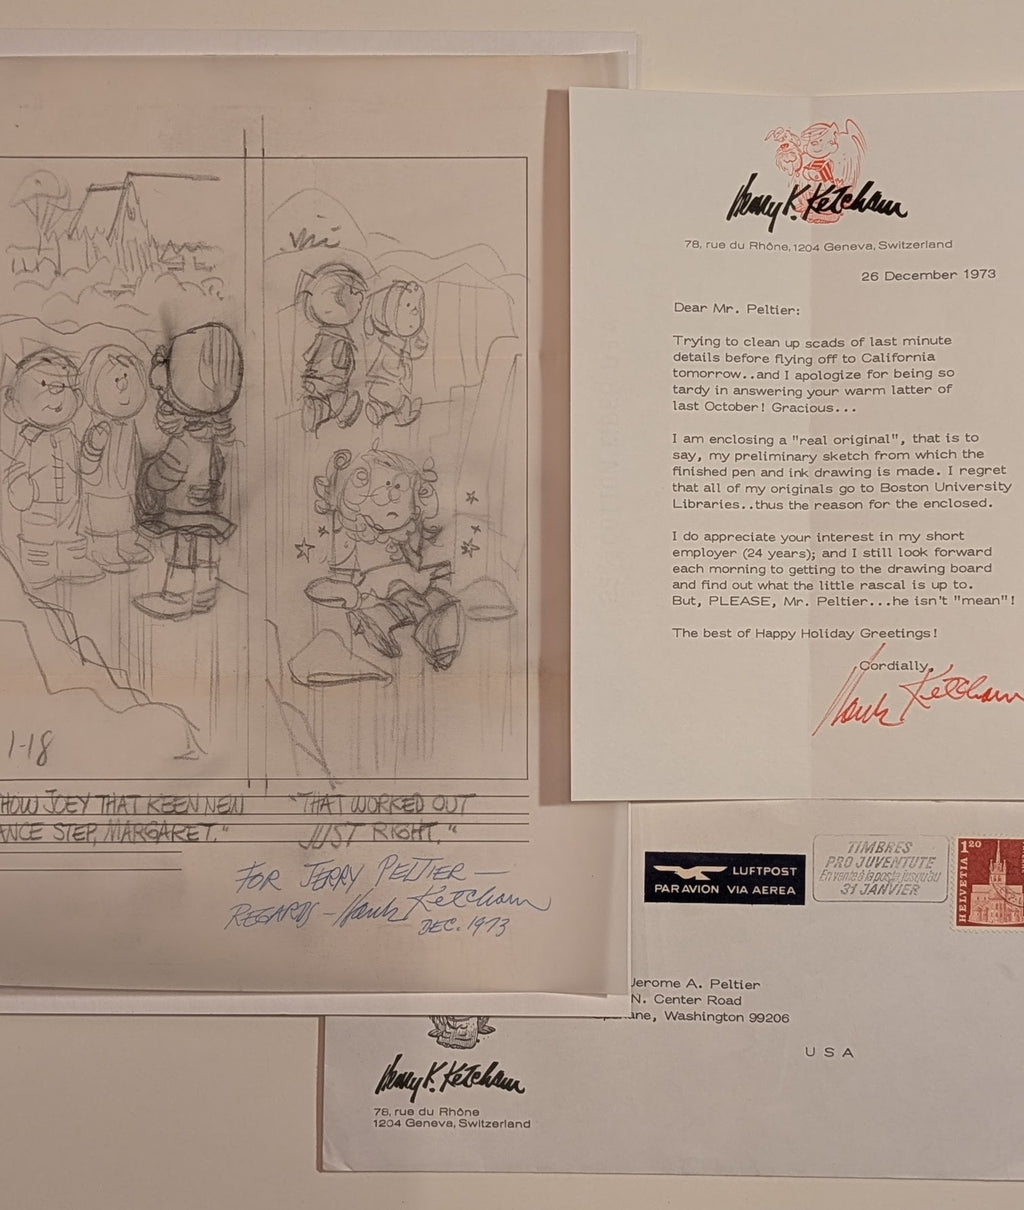 1-18
HOW JOEY THAT KEEN NEW
ANCE STEP, MARGARET."
"THAT WORKED OUT
JUST RIGHT."
FOR JERRY PELTIER —
REGARDS — Hank Ketcham
DEC. 1973
Henry K. Ketcham
78, rue du Rhône, 1204 Geneva, Switzerland
26 December 1973
Dear Mr. Peltier:
Trying to clean up scads of last minute
details before flying off to California
tomorrow..and I apologize for being so
tardy in answering your warm latter of
last October! Gracious...
I am enclosing a "real original", that is to
say, my preliminary sketch from which the
finished pen and ink drawing is made. I regret
that all of my originals go to Boston University
Libraries..thus the reason for the enclosed.
I do appreciate your interest in my short
employer (24 years); and I still look forward
each morning to getting to the drawing board
and find out what the little rascal is up to.
But, PLEASE, Mr. Peltier...he isn't "mean"!
The best of Happy Holiday Greetings!
Cordially,
Hank Ketcham
LUFTPOST
PAR AVION VIA AEREA
TIMBRES
PRO JUVENTUTE
En vente à la poste jusqu'au
31 JANVIER
HELVETIA 1 20
Jerome A. Peltier
N. Center Road
ne, Washington 99206
U S A
Henry K. Ketcham
78, rue du Rhône
1204 Geneva, Switzerland